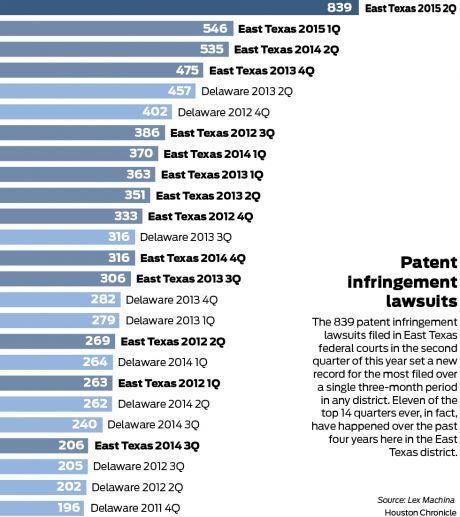 839 East Texas 2015 2Q
546 East Texas 2015 1Q
535 East Texas 2014 2Q
475 East Texas 2013 4Q
457 Delaware 2013 2Q
402 Delaware 2012 4Q
386 East Texas 2012 3Q
370 East Texas 2014 1Q
363 East Texas 2013 1Q
351 East Texas 2013 2Q
333 East Texas 2012 4Q
316 Delaware 2013 3Q
316 East Texas 2014 4Q
306 East Texas 2013 3Q
282 Delaware 2013 4Q
279 Delaware 2013 1Q
269 East Texas 2012 2Q
264 Delaware 2014 1Q
263 East Texas 2012 1Q
262 Delaware 2014 2Q
240 Delaware 2014 3Q
206 East Texas 2014 3Q
205 Delaware 2012 3Q
202 Delaware 2012 2Q
196 Delaware 2011 4Q
Patent
infringement
lawsuits
The 839 patent infringement
lawsuits filed in East Texas
federal courts in the second
quarter of this year set a new
record for the most filed over
a single three-month period
in any district. Eleven of the
top 14 quarters ever, in fact,
have happened over the past
four years here in the East
Texas district.
Source: Lex Machina
Houston Chronicle